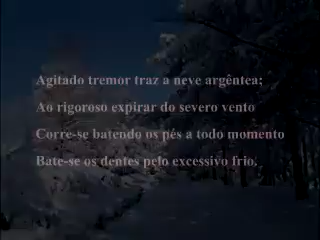 Agitado tremor traz a neve argêntea;
Ao rigoroso expirar do severo vento
Corre-se batendo os pés a todo momento
Bate-se os dentes pelo excessivo frio.